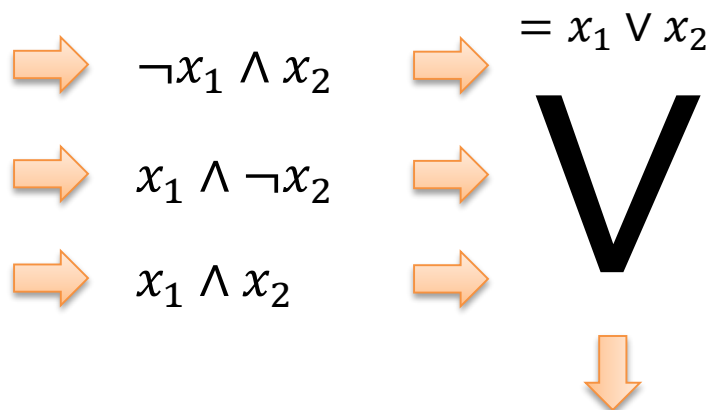 = x₁ ∨ x₂
¬x₁ ∧ x₂
x₁ ∧ ¬x₂
x₁ ∧ x₂
∨